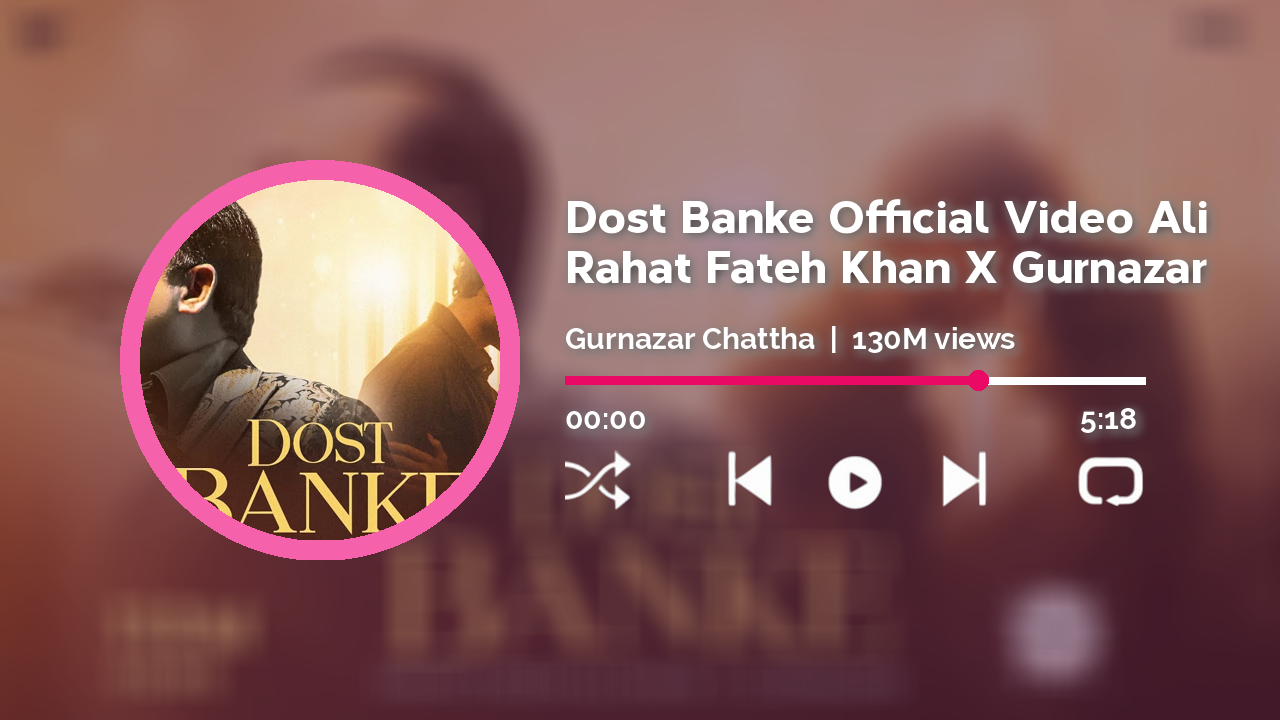 Dost Banke Official Video Ali
Rahat Fateh Khan X Gurnazar
Gurnazar Chattha | 130M views
00:00
5:18
DOST
BANKE